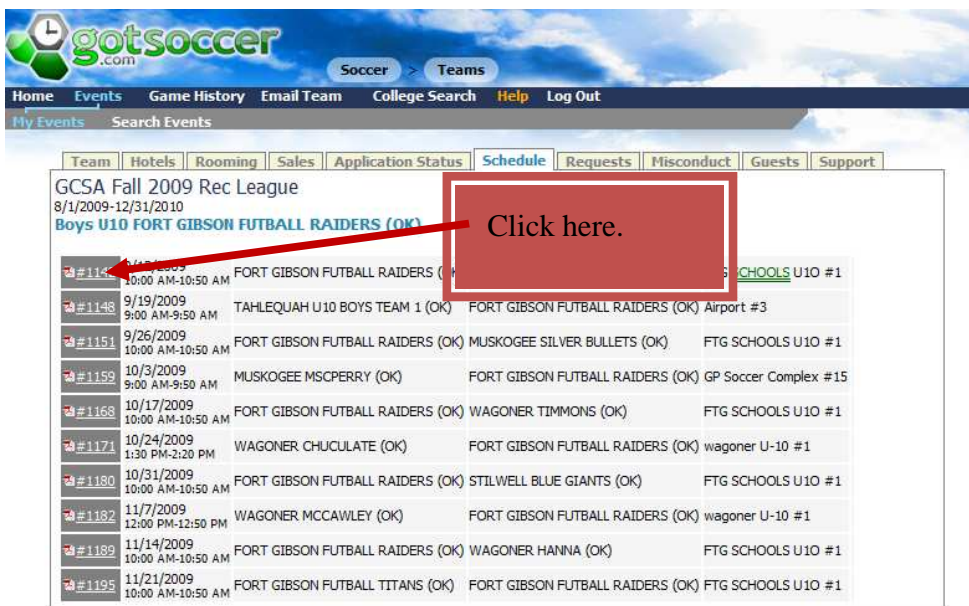 gotsoccer
.com
Soccer > Teams
Home Events Game History Email Team College Search Help Log Out
My Events Search Events
Team Hotels Rooming Sales Application Status Schedule Requests Misconduct Guests Support
GCSA Fall 2009 Rec League
8/1/2009-12/31/2010
Boys U10 FORT GIBSON FUTBALL RAIDERS (OK)
Click here.
10:00 AM-10:50 AM FORT GIBSON FUTBALL RAIDERS SCHOOLS U10 #1
#1148 9/19/2009 9:00 AM-9:50 AM TAHLEQUAH U10 BOYS TEAM 1 (OK) FORT GIBSON FUTBALL RAIDERS (OK) Airport #3
#1151 9/26/2009 10:00 AM-10:50 AM FORT GIBSON FUTBALL RAIDERS (OK) MUSKOGEE SILVER BULLETS (OK) FTG SCHOOLS U10 #1
#1159 10/3/2009 9:00 AM-9:50 AM MUSKOGEE MSCPERRY (OK) FORT GIBSON FUTBALL RAIDERS (OK) GP Soccer Complex #15
#1168 10/17/2009 10:00 AM-10:50 AM FORT GIBSON FUTBALL RAIDERS (OK) WAGONER TIMMONS (OK) FTG SCHOOLS U10 #1
#1171 10/24/2009 1:30 PM-2:20 PM WAGONER CHUCULATE (OK) FORT GIBSON FUTBALL RAIDERS (OK) wagoner U-10 #1
#1180 10/31/2009 10:00 AM-10:50 AM FORT GIBSON FUTBALL RAIDERS (OK) STILWELL BLUE GIANTS (OK) FTG SCHOOLS U10 #1
#1182 11/7/2009 12:00 PM-12:50 PM WAGONER MCCAWLEY (OK) FORT GIBSON FUTBALL RAIDERS (OK) wagoner U-10 #1
#1189 11/14/2009 10:00 AM-10:50 AM FORT GIBSON FUTBALL RAIDERS (OK) WAGONER HANNA (OK) FTG SCHOOLS U10 #1
#1195 11/21/2009 10:00 AM-10:50 AM FORT GIBSON FUTBALL TITANS (OK) FORT GIBSON FUTBALL RAIDERS (OK) FTG SCHOOLS U10 #1